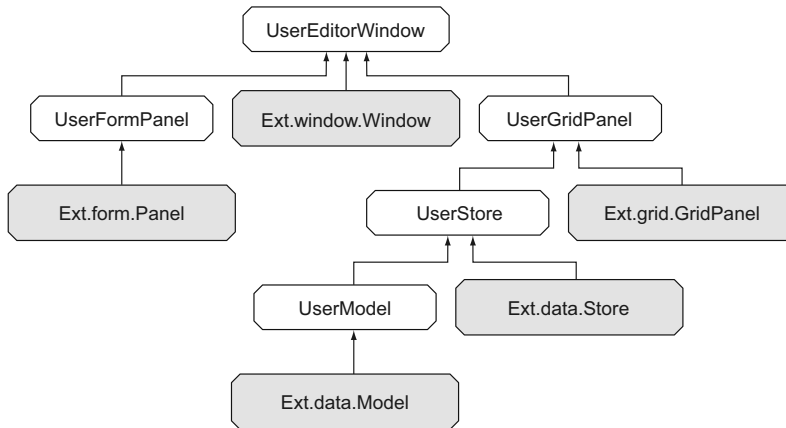 UserEditorWindow
UserFormPanel
Ext.window.Window
UserGridPanel
Ext.form.Panel
UserStore
Ext.grid.GridPanel
UserModel
Ext.data.Store
Ext.data.Model